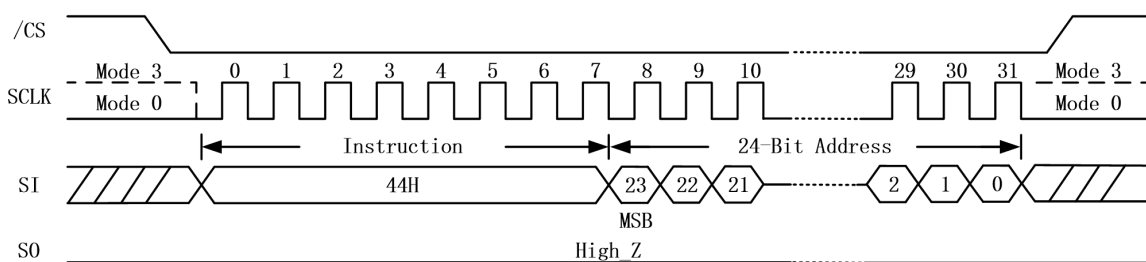 /CS
Mode 3 0 1 2 3 4 5 6 7 8 9 10 29 30 31 Mode 3
SCLK
Mode 0 Mode 0
Instruction 24-Bit Address
SI 44H 23 22 21 2 1 0
MSB
SO High_Z